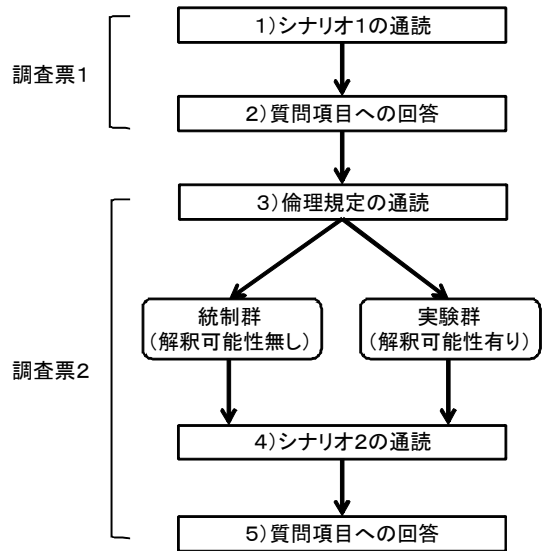 1)シナリオ1の通読
調査票1
2)質問項目への回答
3)倫理規定の通読
統制群
(解釈可能性無し)
実験群
(解釈可能性有り)
調査票2
4)シナリオ2の通読
5)質問項目への回答